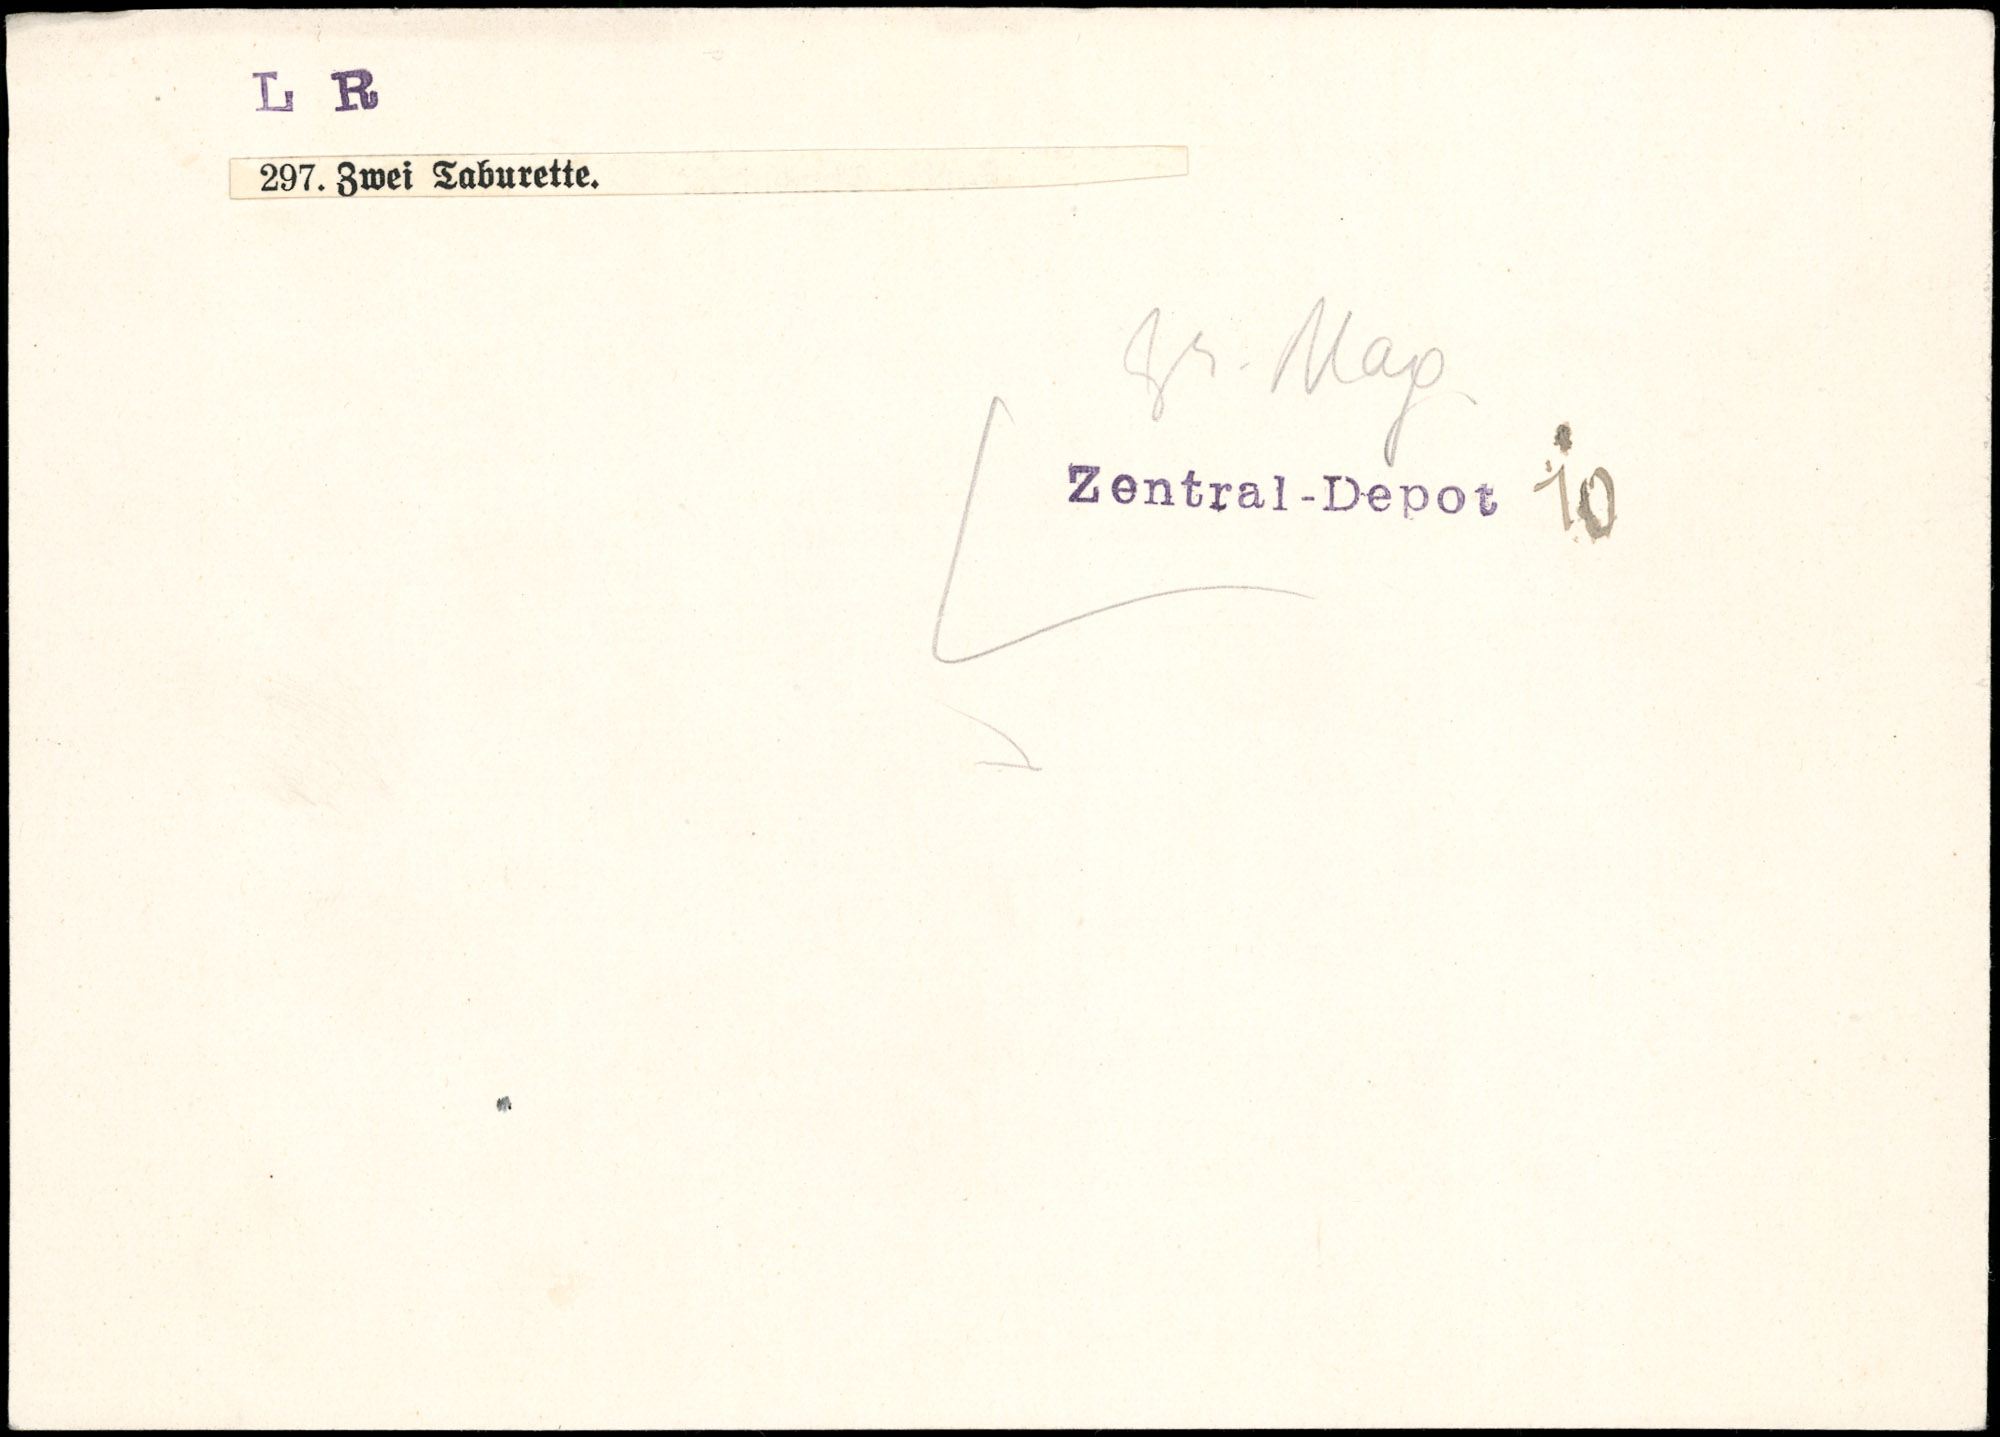 L R
297. Zwei Taburette.
Zentral-Depot 10